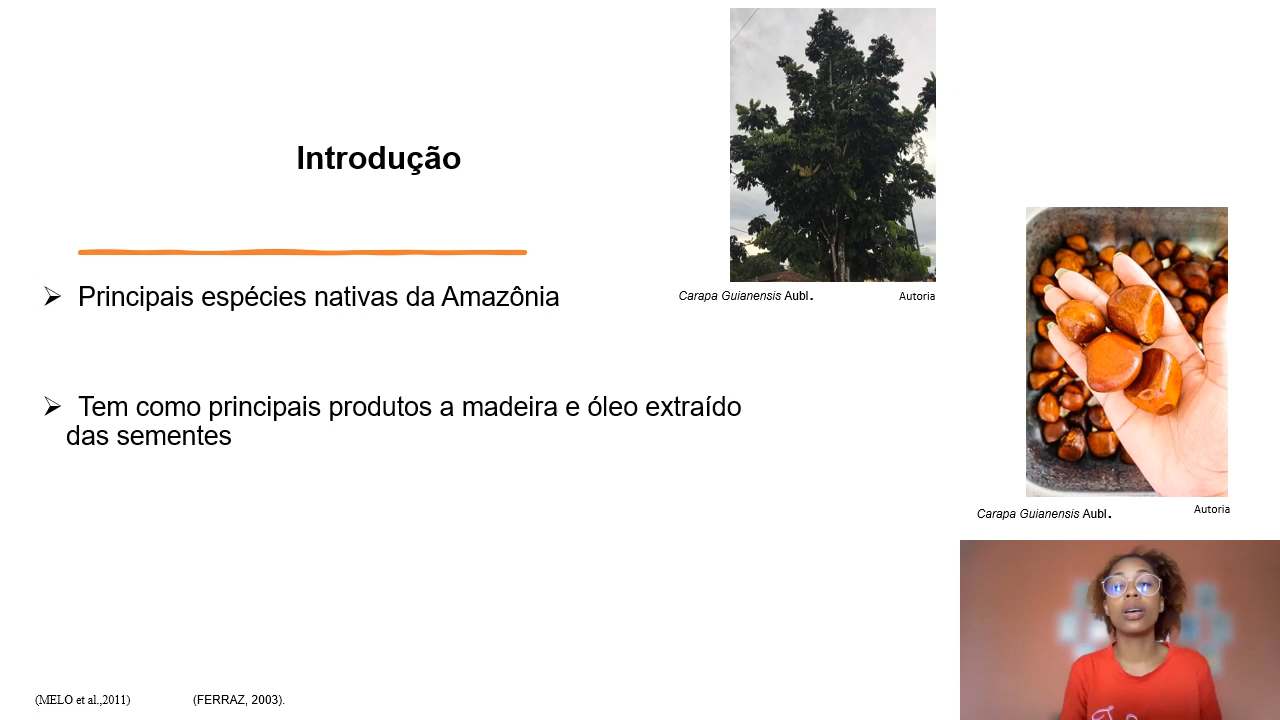 Introdução
➢ Principais espécies nativas da Amazônia
➢ Tem como principais produtos a madeira e óleo extraído
das sementes
Carapa Guianensis Aubl.
Autoria
Carapa Guianensis Aubl.
Autoria
(MELO et al.,2011)
(FERRAZ, 2003).